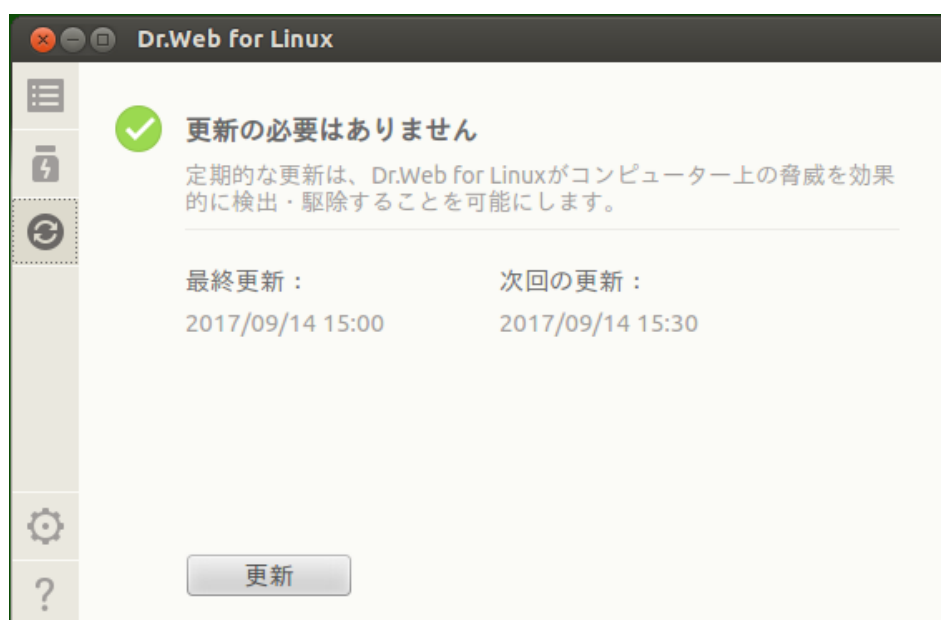 Dr.Web for Linux
更新の必要はありません
定期的な更新は、Dr.Web for Linuxがコンピューター上の脅威を効果
的に検出・駆除することを可能にします。
最終更新： 次回の更新：
2017/09/14 15:00 2017/09/14 15:30
更新
?